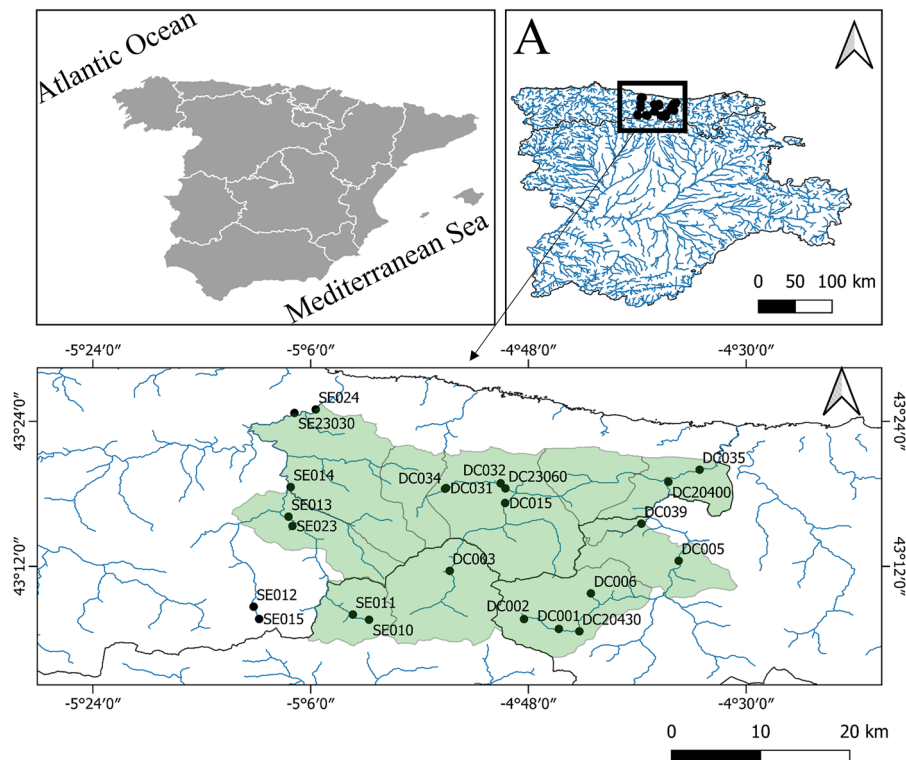 Atlantic Ocean
Mediterranean Sea
A
0 50 100 km
-5°24′0″ -5°6′0″ -4°48′0″ -4°30′0″
43°24′0″ 43°24′0″
SE024
SE23030
DC035
SE014
DC034
DC031
DC032
DC23060
DC20400
SE013
DC015
DC039
SE023
43°12′0″ 43°12′0″
DC003
DC005
DC006
SE012
SE011
DC002
DC001
DC20430
SE015
SE010
-5°24′0″ -5°6′0″ -4°48′0″ -4°30′0″
0 10 20 km